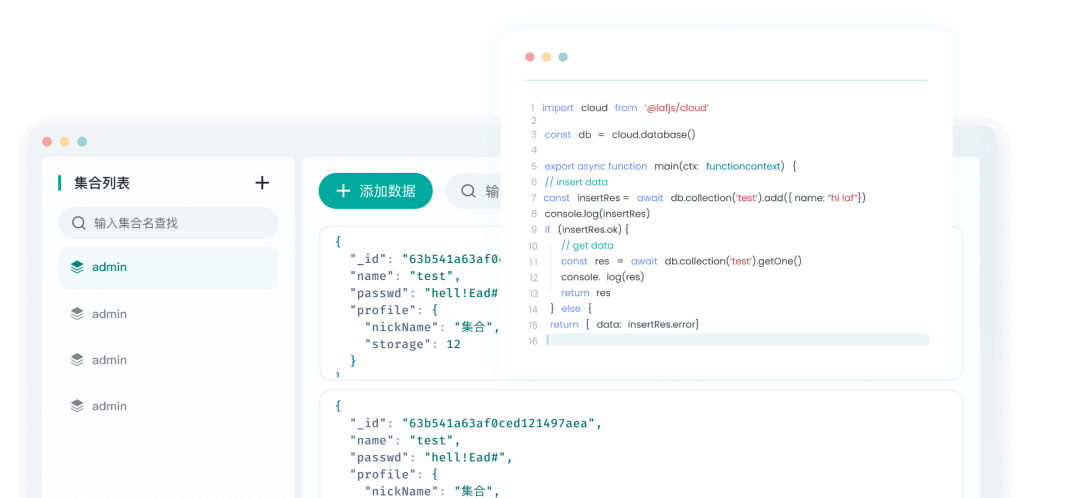 集合列表
输入集合名查找
admin
admin
admin
admin
添加数据
输
{
"_id": "63b541a63af0
"name": "test",
"passwd": "hell!Ead#"
"profile": {
"nickName": "集合",
"storage": 12
}
{
"_id": "63b541a63af0ced121497aea",
"name": "test",
"passwd": "hell!Ead#",
"profile": {
"nickName": "集合",
1 import cloud from '@lafjs/cloud'
2
3 const db = cloud.database()
4
5 export async function main(ctx: functioncontext) {
6 // insert data
7 const insertRes = await db.collection('test').add({ name: "hi laf"})
8 console.log(insertRes)
9 if (insertRes.ok) {
10 // get data
11 const res = await db.collection('test').getOne()
12 console. log(res)
13 return res
14 } else {
15 return { data: insertRes.error}
16